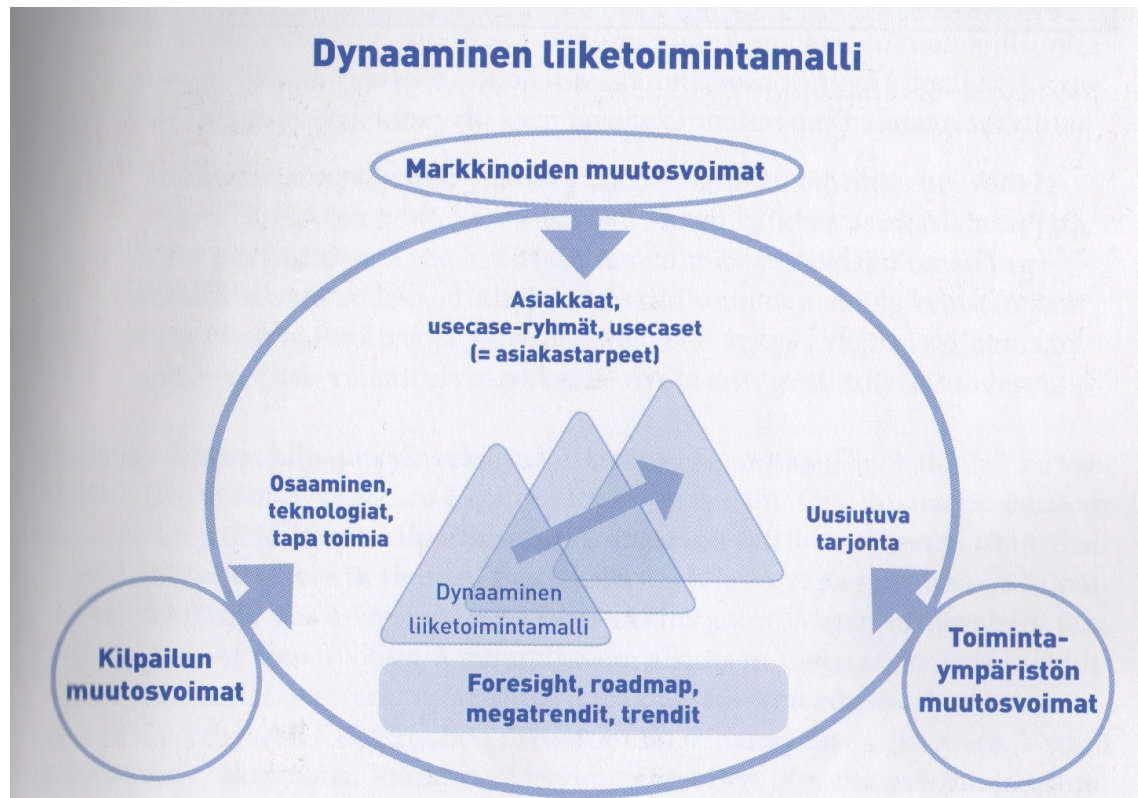 Dynaaminen liiketoimintamalli
Markkinoiden muutosvoimat
Asiakkaat,
usecase-ryhmät, usecaset
(= asiakastarpeet)
Osaaminen,
teknologiat,
tapa toimia
Uusiutuva
tarjonta
Dynaaminen
liiketoimintamalli
Kilpailun
muutosvoimat
Foresight, roadmap,
megatrendit, trendit
Toiminta-
ympäristön
muutosvoimat